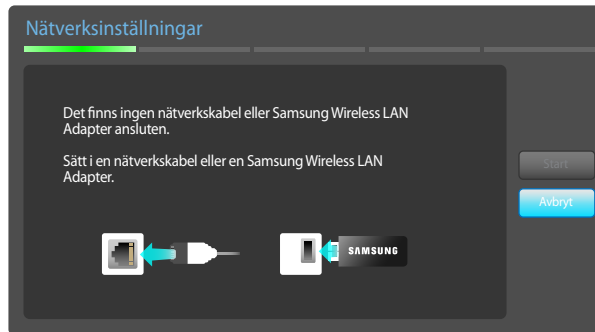 Nätverksinställningar
Det finns ingen nätverkskabel eller Samsung Wireless LAN
Adapter ansluten.
Sätt i en nätverkskabel eller en Samsung Wireless LAN
Adapter.
Start
Avbryt
SAMSUNG